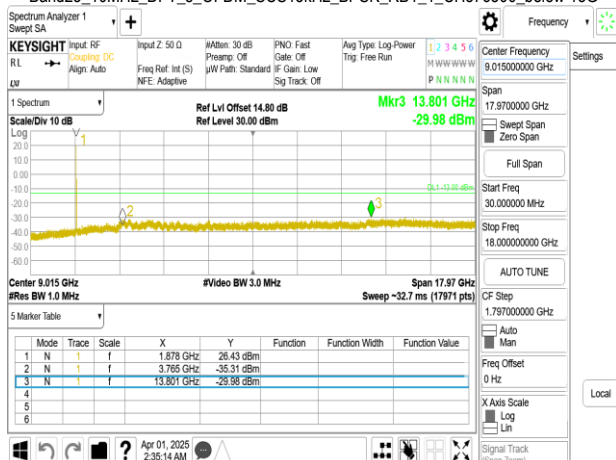 Spectrum Analyzer 1
Swept SA
Frequency
Settings
KEYSIGHT
RL
LXI
Input: RF
Coupling: DC
Align: Auto
Input Z: 50 Ω
Freq Ref: Int (S)
NFE: Adaptive
#Atten: 30 dB
Preamp: Off
µW Path: Standard
PNO: Fast
Gate: Off
IF Gain: Low
Sig Track: Off
Avg Type: Log-Power
Trig: Free Run
1 2 3 4 5 6
M W W W W W
P N N N N N
Center Frequency
9.015000000 GHz
Span
17.9700000 GHz
Swept Span
Zero Span
Full Span
Start Freq
30.000000 MHz
Stop Freq
18.000000000 GHz
AUTO TUNE
CF Step
1.797000000 GHz
Auto
Man
Freq Offset
0 Hz
X Axis Scale
Log
Lin
Signal Track
(Span Zoom)
Local
1 Spectrum
Scale/Div 10 dB
Log
Ref Lvl Offset 14.80 dB
Ref Level 30.00 dBm
Mkr3 13.801 GHz
-29.98 dBm
20.0
10.0
0.00
-10.0
-20.0
-30.0
-40.0
-50.0
-60.0
1
2
3
DL1 -13.00 dBm
Center 9.015 GHz
#Video BW 3.0 MHz
Span 17.97 GHz
#Res BW 1.0 MHz
Sweep ~32.7 ms (17971 pts)
5 Marker Table
Mode Trace Scale X Y Function Function Width Function Value
1 N 1 f 1.878 GHz 26.43 dBm
2 N 1 f 3.765 GHz -35.31 dBm
3 N 1 f 13.801 GHz -29.98 dBm
4
5
6
?
Apr 01, 2025
2:35:14 AM